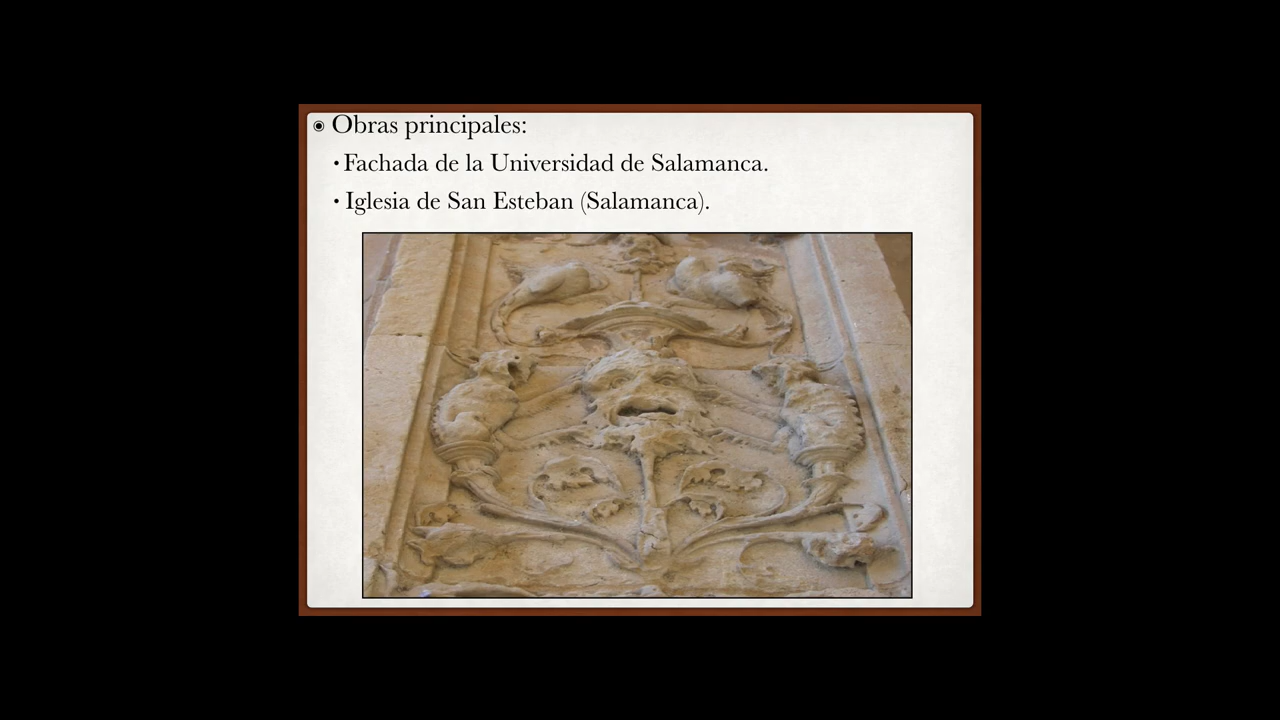 Obras principales:
Fachada de la Universidad de Salamanca.
Iglesia de San Esteban (Salamanca).